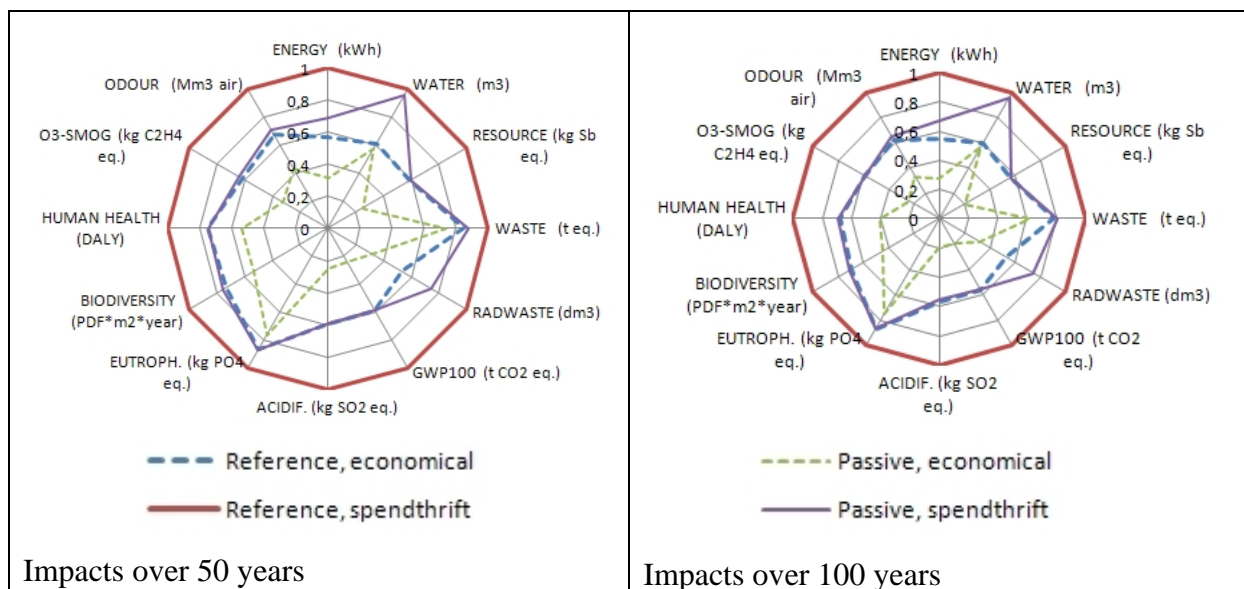 ENERGY (kWh)
1
0,8
0,6
0,4
0,2
0
WATER (m3)
RESOURCE (kg Sb
eq.)
WASTE (t eq.)
RADWASTE (dm3)
GWP100 (t CO2 eq.)
ACIDIF. (kg SO2 eq.)
EUTROPH. (kg PO4
eq.)
BIODIVERSITY
(PDF*m2*year)
HUMAN HEALTH
(DALY)
O3-SMOG (kg C2H4
eq.)
ODOUR (Mm3 air)
Reference, economical
Reference, spendthrift
Impacts over 50 years
ENERGY (kWh)
1
0,8
0,6
0,4
0,2
0
WATER (m3)
RESOURCE (kg Sb
eq.)
WASTE (t eq.)
RADWASTE (dm3)
GWP100 (t CO2
eq.)
ACIDIF. (kg SO2
eq.)
EUTROPH. (kg PO4
eq.)
BIODIVERSITY
(PDF*m2*year)
HUMAN HEALTH
(DALY)
O3-SMOG (kg
C2H4 eq.)
ODOUR (Mm3
air)
Passive, economical
Passive, spendthrift
Impacts over 100 years